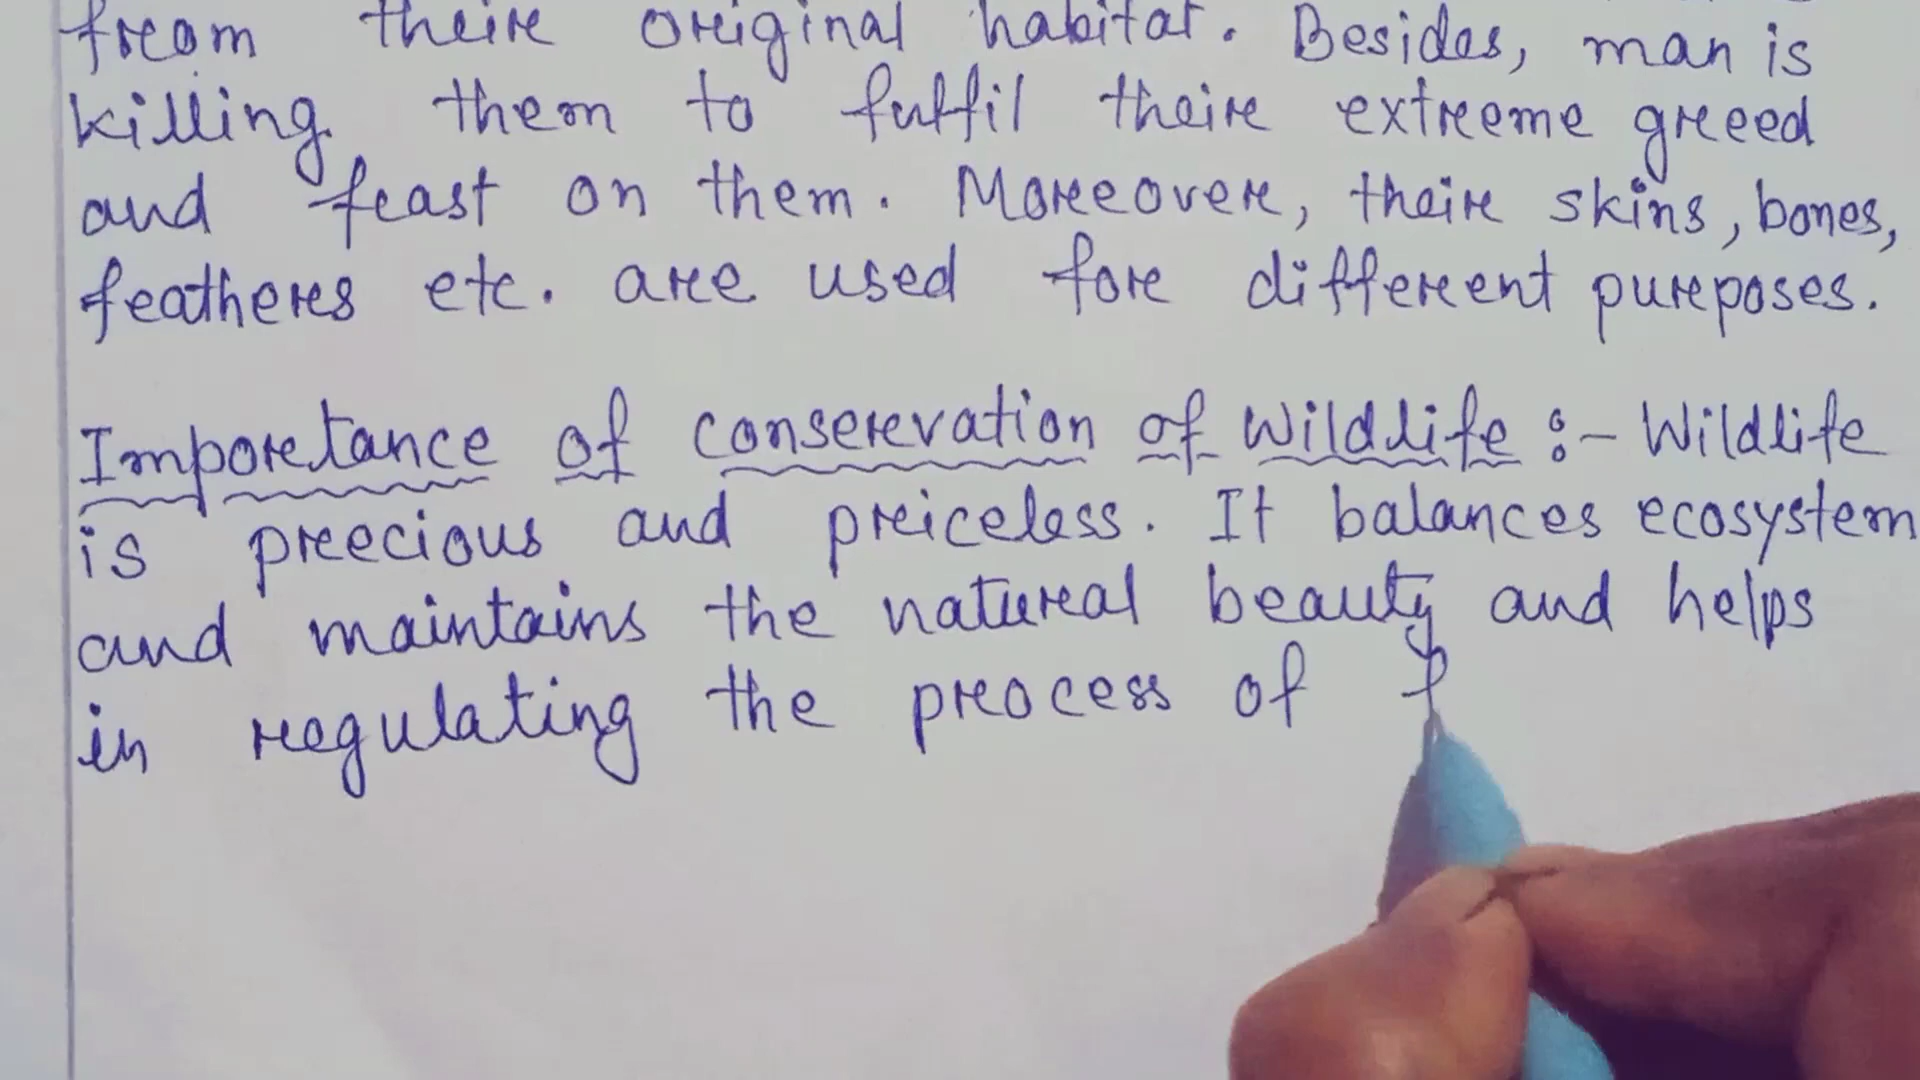 from their original habitat. Besides, man is
killing them to fulfil their extreme greed
and feast on them. Moreover, their skins, bones,
feathers etc. are used for different purposes.
Importance of conservation of Wildlife :- Wildlife
is precious and priceless. It balances ecosystem
and maintains the natural beauty and helps
in regulating the process of f